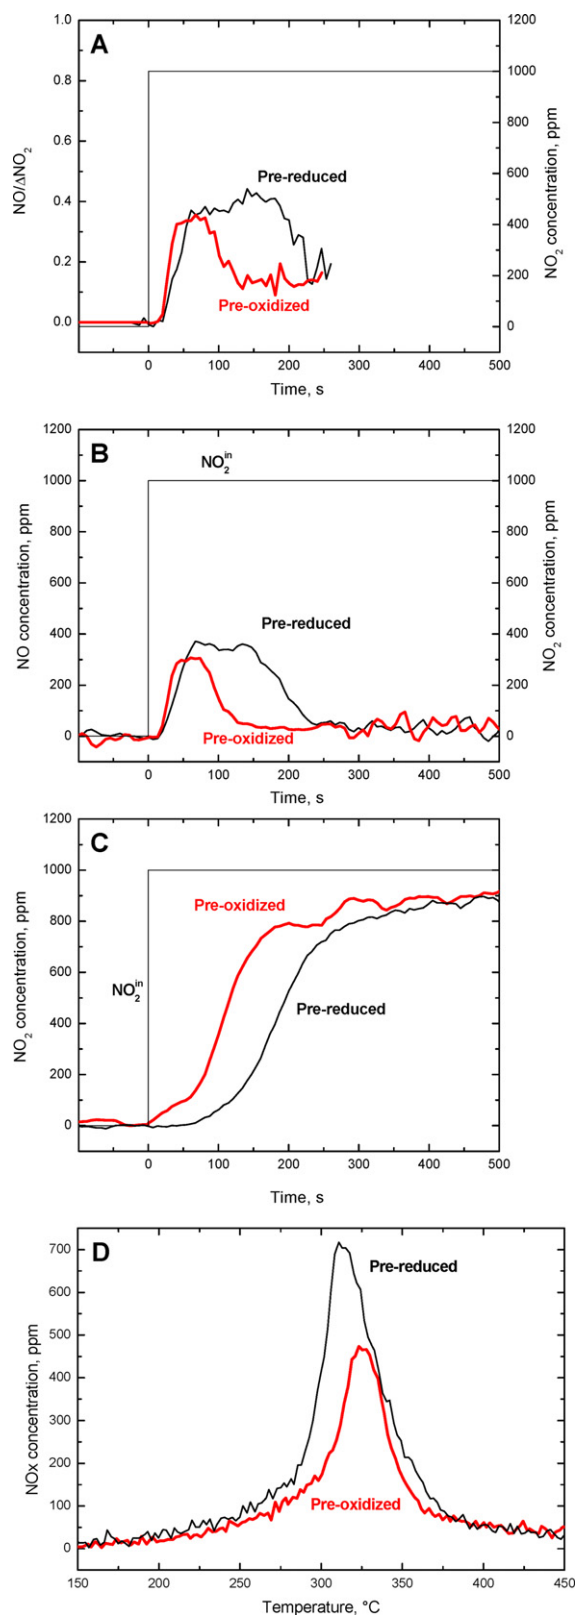 A
1.0
0.8
0.6
0.4
0.2
0.0
NO/ΔNO₂
1200
1000
800
600
400
200
0
NO₂ concentration, ppm
Pre-reduced
Pre-oxidized
0 100 200 300 400 500
Time, s
B
1200
1000
800
600
400
200
0
NO concentration, ppm
1200
1000
800
600
400
200
0
NO₂ concentration, ppm
NO₂ⁱⁿ
Pre-reduced
Pre-oxidized
0 100 200 300 400 500
Time, s
C
1200
1000
800
600
400
200
0
NO₂ concentration, ppm
Pre-oxidized
NO₂ⁱⁿ
Pre-reduced
0 100 200 300 400 500
Time, s
D
700
600
500
400
300
200
100
0
NOx concentration, ppm
Pre-reduced
Pre-oxidized
150 200 250 300 350 400 450
Temperature, °C